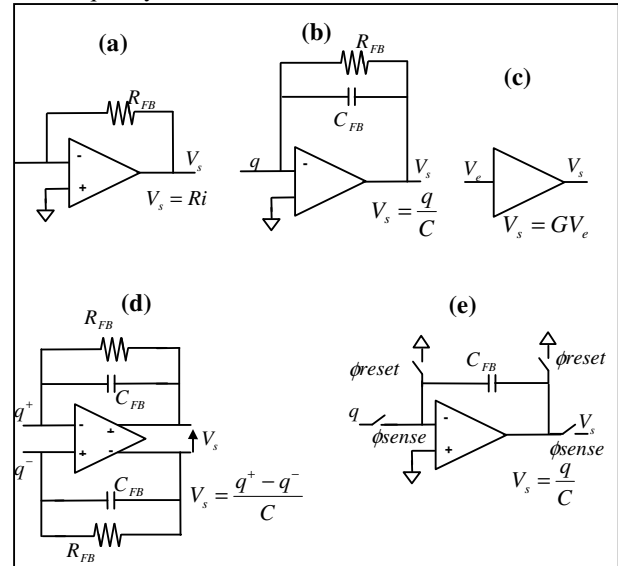 (a)
R_FB
-
+
V_s
V_s = Ri
(b)
R_FB
C_FB
q
-
+
V_s
V_s = q/C
(c)
V_e
V_s
V_s = GV_e
(d)
R_FB
C_FB
q^+
- +
q^-
+ -
V_s
C_FB
R_FB
V_s = (q^+ − q^-)/C
(e)
ϕreset
C_FB
ϕreset
q
ϕsense
-
+
V_s
ϕsense
V_s = q/C